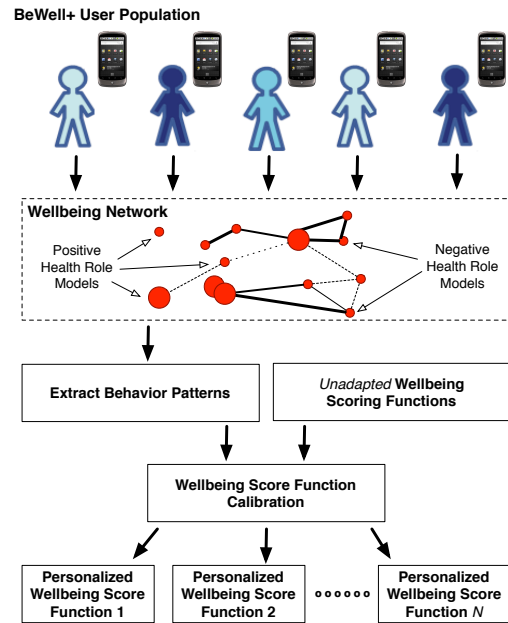 BeWell+ User Population
Wellbeing Network
Positive
Health Role
Models
Negative
Health Role
Models
Extract Behavior Patterns
Unadapted Wellbeing
Scoring Functions
Wellbeing Score Function
Calibration
Personalized
Wellbeing Score
Function 1
Personalized
Wellbeing Score
Function 2
Personalized
Wellbeing Score
Function N